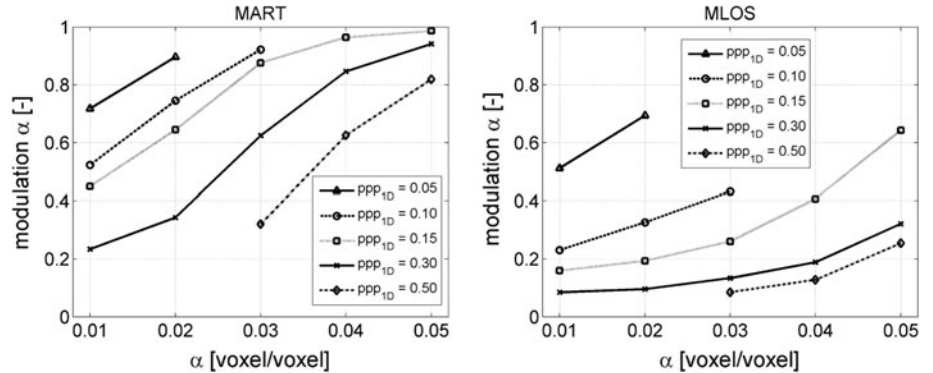 MART
modulation α [-]
1
0.8
0.6
0.4
0.2
0
0.01 0.02 0.03 0.04 0.05
α [voxel/voxel]
ppp1D = 0.05
ppp1D = 0.10
ppp1D = 0.15
ppp1D = 0.30
ppp1D = 0.50
MLOS
modulation α [-]
1
0.8
0.6
0.4
0.2
0
0.01 0.02 0.03 0.04 0.05
α [voxel/voxel]
ppp1D = 0.05
ppp1D = 0.10
ppp1D = 0.15
ppp1D = 0.30
ppp1D = 0.50